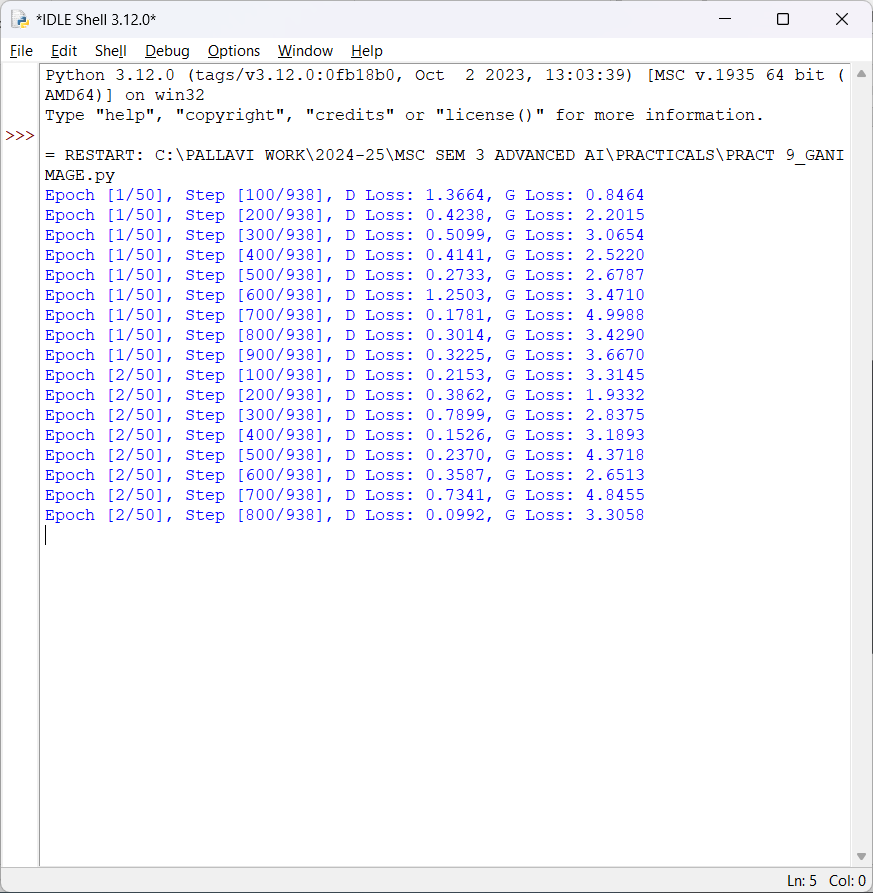 *IDLE Shell 3.12.0*
File Edit Shell Debug Options Window Help
Python 3.12.0 (tags/v3.12.0:0fb18b0, Oct  2 2023, 13:03:39) [MSC v.1935 64 bit (
AMD64)] on win32
Type "help", "copyright", "credits" or "license()" for more information.
>>>
= RESTART: C:\PALLAVI WORK\2024-25\MSC SEM 3 ADVANCED AI\PRACTICALS\PRACT 9_GANI
MAGE.py
Epoch [1/50], Step [100/938], D Loss: 1.3664, G Loss: 0.8464
Epoch [1/50], Step [200/938], D Loss: 0.4238, G Loss: 2.2015
Epoch [1/50], Step [300/938], D Loss: 0.5099, G Loss: 3.0654
Epoch [1/50], Step [400/938], D Loss: 0.4141, G Loss: 2.5220
Epoch [1/50], Step [500/938], D Loss: 0.2733, G Loss: 2.6787
Epoch [1/50], Step [600/938], D Loss: 1.2503, G Loss: 3.4710
Epoch [1/50], Step [700/938], D Loss: 0.1781, G Loss: 4.9988
Epoch [1/50], Step [800/938], D Loss: 0.3014, G Loss: 3.4290
Epoch [1/50], Step [900/938], D Loss: 0.3225, G Loss: 3.6670
Epoch [2/50], Step [100/938], D Loss: 0.2153, G Loss: 3.3145
Epoch [2/50], Step [200/938], D Loss: 0.3862, G Loss: 1.9332
Epoch [2/50], Step [300/938], D Loss: 0.7899, G Loss: 2.8375
Epoch [2/50], Step [400/938], D Loss: 0.1526, G Loss: 3.1893
Epoch [2/50], Step [500/938], D Loss: 0.2370, G Loss: 4.3718
Epoch [2/50], Step [600/938], D Loss: 0.3587, G Loss: 2.6513
Epoch [2/50], Step [700/938], D Loss: 0.7341, G Loss: 4.8455
Epoch [2/50], Step [800/938], D Loss: 0.0992, G Loss: 3.3058
Ln: 5 Col: 0